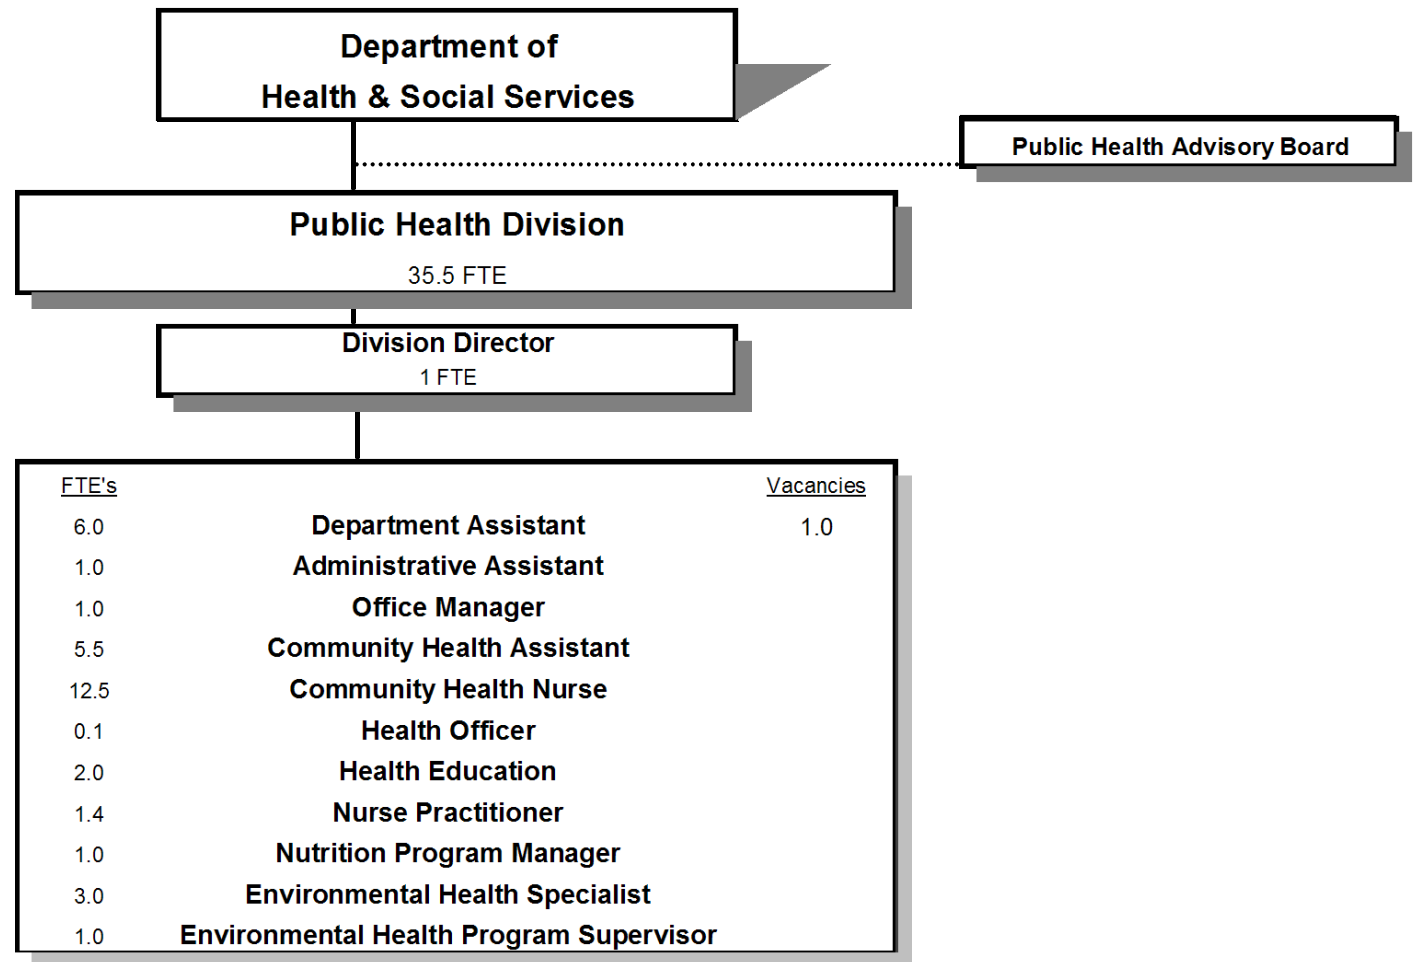 Department of
Health & Social Services
Public Health Advisory Board
Public Health Division
35.5 FTE
Division Director
1 FTE
FTE's Vacancies
6.0 Department Assistant 1.0
1.0 Administrative Assistant
1.0 Office Manager
5.5 Community Health Assistant
12.5 Community Health Nurse
0.1 Health Officer
2.0 Health Education
1.4 Nurse Practitioner
1.0 Nutrition Program Manager
3.0 Environmental Health Specialist
1.0 Environmental Health Program Supervisor